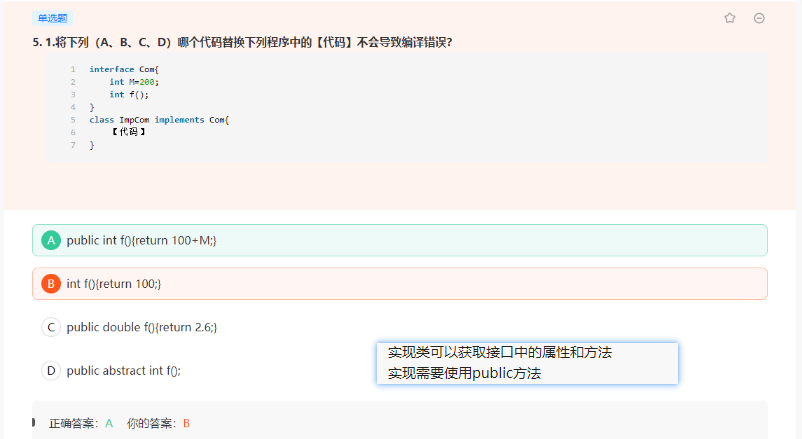 单选题
5. 1.将下列（A、B、C、D）哪个代码替换下列程序中的【代码】不会导致编译错误?
1 interface Com{
2 int M=200;
3 int f();
4 }
5 class ImpCom implements Com{
6 【代码】
7 }
A public int f(){return 100+M;}
B int f(){return 100;}
C public double f(){return 2.6;}
D public abstract int f();
实现类可以获取接口中的属性和方法
实现需要使用public方法
正确答案：A 你的答案：B